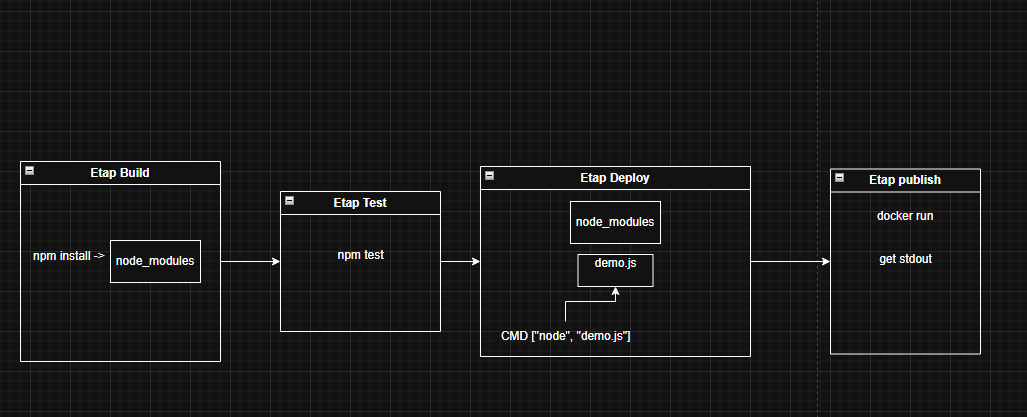 Etap Build
npm install ->
node_modules
Etap Test
npm test
Etap Deploy
node_modules
demo.js
CMD ["node", "demo.js"]
Etap publish
docker run
get stdout